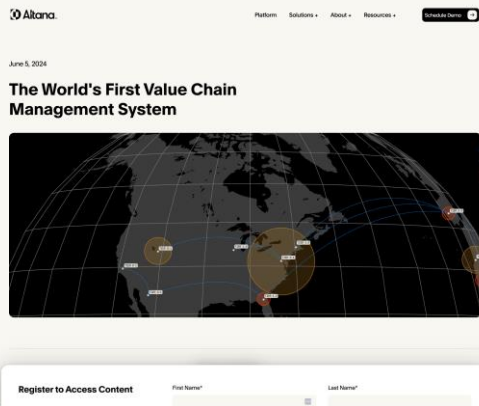 Altana.
Platform Solutions + About + Resources + Schedule Demo
June 5, 2024
The World's First Value Chain
Management System
Register to Access Content
First Name*
Last Name*